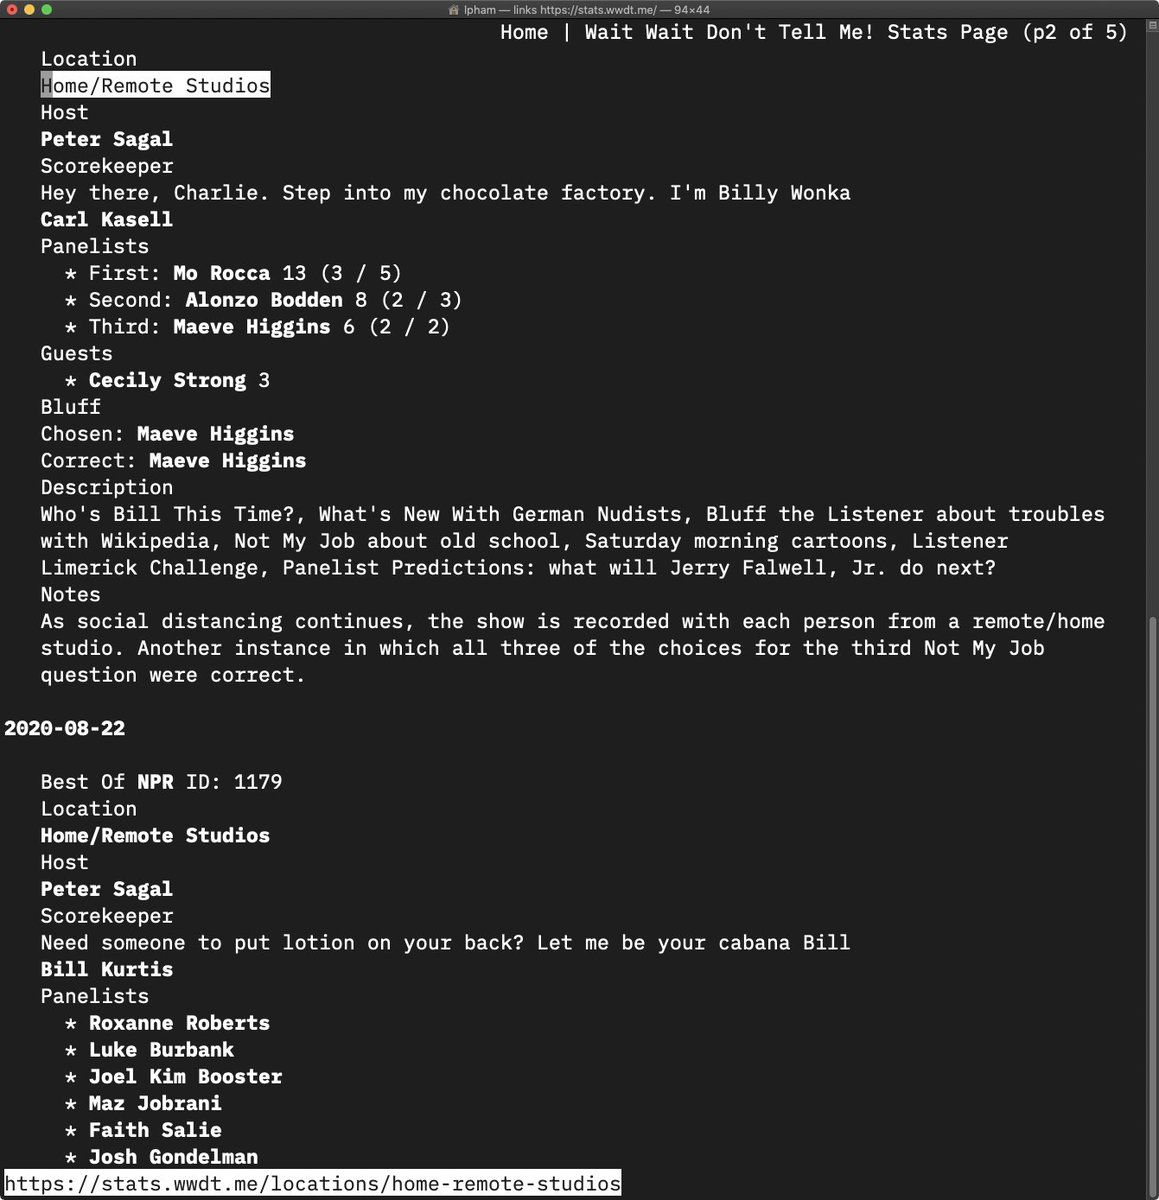 lpham — links https://stats.wwdt.me/ — 94×44
Home | Wait Wait Don't Tell Me! Stats Page (p2 of 5)
Location
Home/Remote Studios
Host
Peter Sagal
Scorekeeper
Hey there, Charlie. Step into my chocolate factory. I'm Billy Wonka
Carl Kasell
Panelists
* First: Mo Rocca 13 (3 / 5)
* Second: Alonzo Bodden 8 (2 / 3)
* Third: Maeve Higgins 6 (2 / 2)
Guests
* Cecily Strong 3
Bluff
Chosen: Maeve Higgins
Correct: Maeve Higgins
Description
Who's Bill This Time?, What's New With German Nudists, Bluff the Listener about troubles
with Wikipedia, Not My Job about old school, Saturday morning cartoons, Listener
Limerick Challenge, Panelist Predictions: what will Jerry Falwell, Jr. do next?
Notes
As social distancing continues, the show is recorded with each person from a remote/home
studio. Another instance in which all three of the choices for the third Not My Job
question were correct.
2020-08-22
Best Of NPR ID: 1179
Location
Home/Remote Studios
Host
Peter Sagal
Scorekeeper
Need someone to put lotion on your back? Let me be your cabana Bill
Bill Kurtis
Panelists
* Roxanne Roberts
* Luke Burbank
* Joel Kim Booster
* Maz Jobrani
* Faith Salie
* Josh Gondelman
https://stats.wwdt.me/locations/home-remote-studios